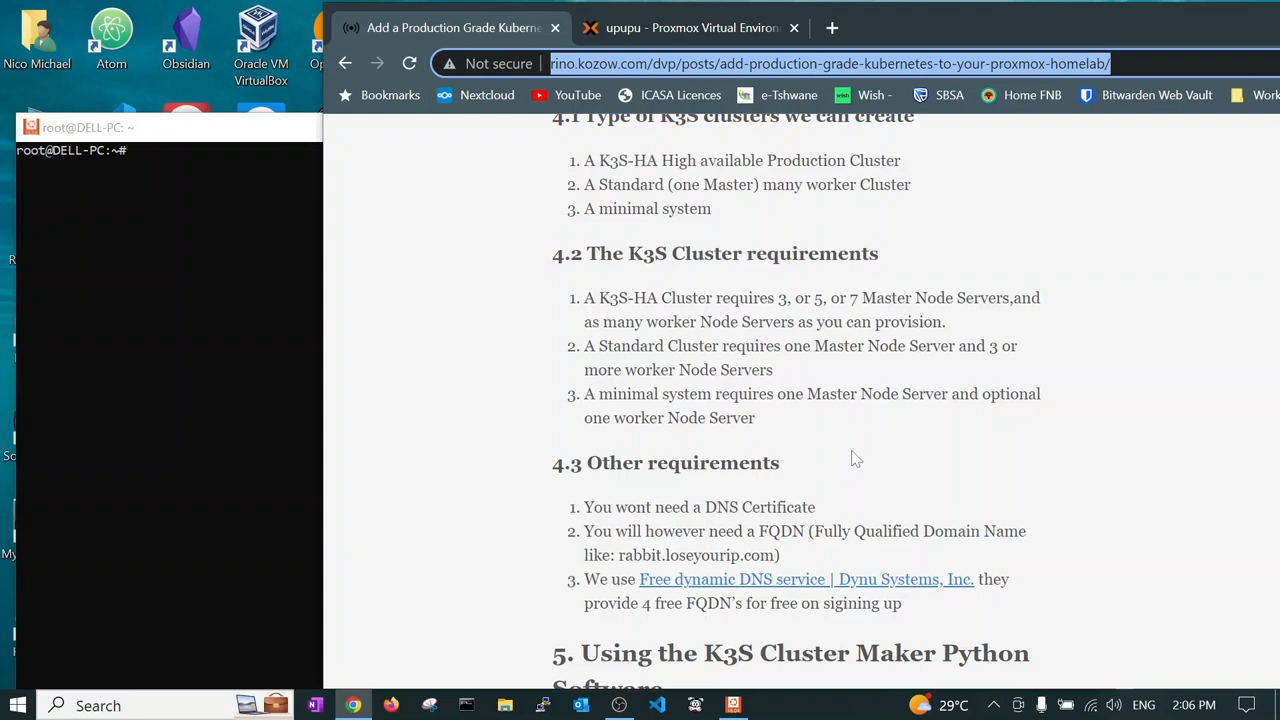 Nico Michael
Atom
Obsidian
Oracle VM
VirtualBox
root@DELL-PC: ~
root@DELL-PC:~#
Add a Production Grade Kuberne
upupu - Proxmox Virtual Environ
Not secure
rino.kozow.com/dvp/posts/add-production-grade-kubernetes-to-your-proxmox-homelab/
Bookmarks
Nextcloud
YouTube
ICASA Licences
e-Tshwane
Wish -
SBSA
Home FNB
Bitwarden Web Vault
Work
4.1 Type of K3S clusters we can create
1. A K3S-HA High available Production Cluster
2. A Standard (one Master) many worker Cluster
3. A minimal system
4.2 The K3S Cluster requirements
1. A K3S-HA Cluster requires 3, or 5, or 7 Master Node Servers,and
as many worker Node Servers as you can provision.
2. A Standard Cluster requires one Master Node Server and 3 or
more worker Node Servers
3. A minimal system requires one Master Node Server and optional
one worker Node Server
4.3 Other requirements
1. You wont need a DNS Certificate
2. You will however need a FQDN (Fully Qualified Domain Name
like: rabbit.loseyourip.com)
3. We use Free dynamic DNS service | Dynu Systems, Inc. they
provide 4 free FQDN's for free on sigining up
5. Using the K3S Cluster Maker Python
Software
Search
29°C
ENG
2:06 PM